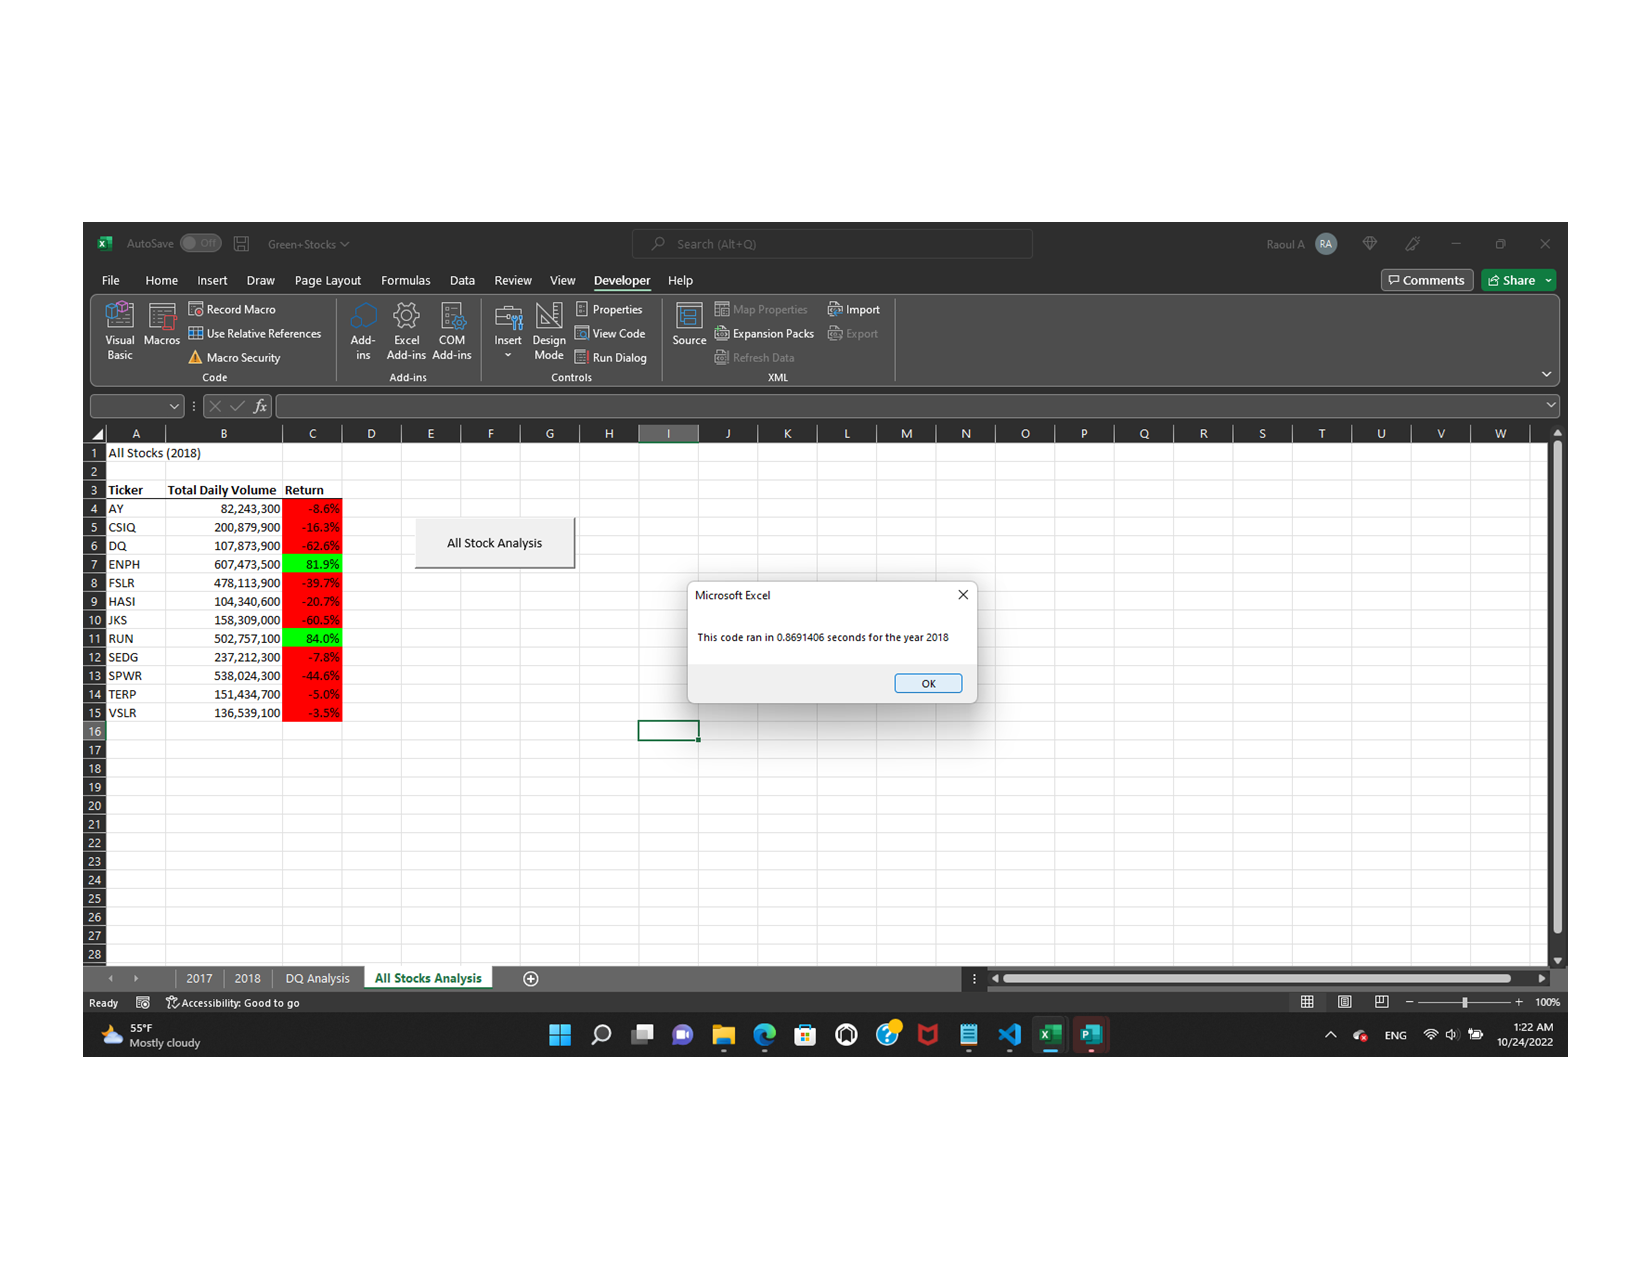 AutoSave Off Green+Stocks Search (Alt+Q) Raoul A RA
File Home Insert Draw Page Layout Formulas Data Review View Developer Help Comments Share
Record Macro Properties Map Properties Import
Use Relative References View Code Expansion Packs Export
Macro Security Run Dialog Refresh Data
Visual Basic Macros Add-ins Excel Add-ins COM Add-ins Insert Design Mode Source
Code Add-ins Controls XML
fx
A B C D E F G H I J K L M N O P Q R S T U V W
1 All Stocks (2018)
2
3 Ticker Total Daily Volume Return
4 AY 82,243,300 -8.6%
5 CSIQ 200,879,900 -16.3%
6 DQ 107,873,900 -62.6%
7 ENPH 607,473,500 81.9%
8 FSLR 478,113,900 -39.7%
9 HASI 104,340,600 -20.7%
10 JKS 158,309,000 -60.5%
11 RUN 502,757,100 84.0%
12 SEDG 237,212,300 -7.8%
13 SPWR 538,024,300 -44.6%
14 TERP 151,434,700 -5.0%
15 VSLR 136,539,100 -3.5%
16
17
18
19
20
21
22
23
24
25
26
27
28
All Stock Analysis
Microsoft Excel
This code ran in 0.8691406 seconds for the year 2018
OK
2017 2018 DQ Analysis All Stocks Analysis
Ready Accessibility: Good to go 100%
55°F
Mostly cloudy
ENG
1:22 AM
10/24/2022